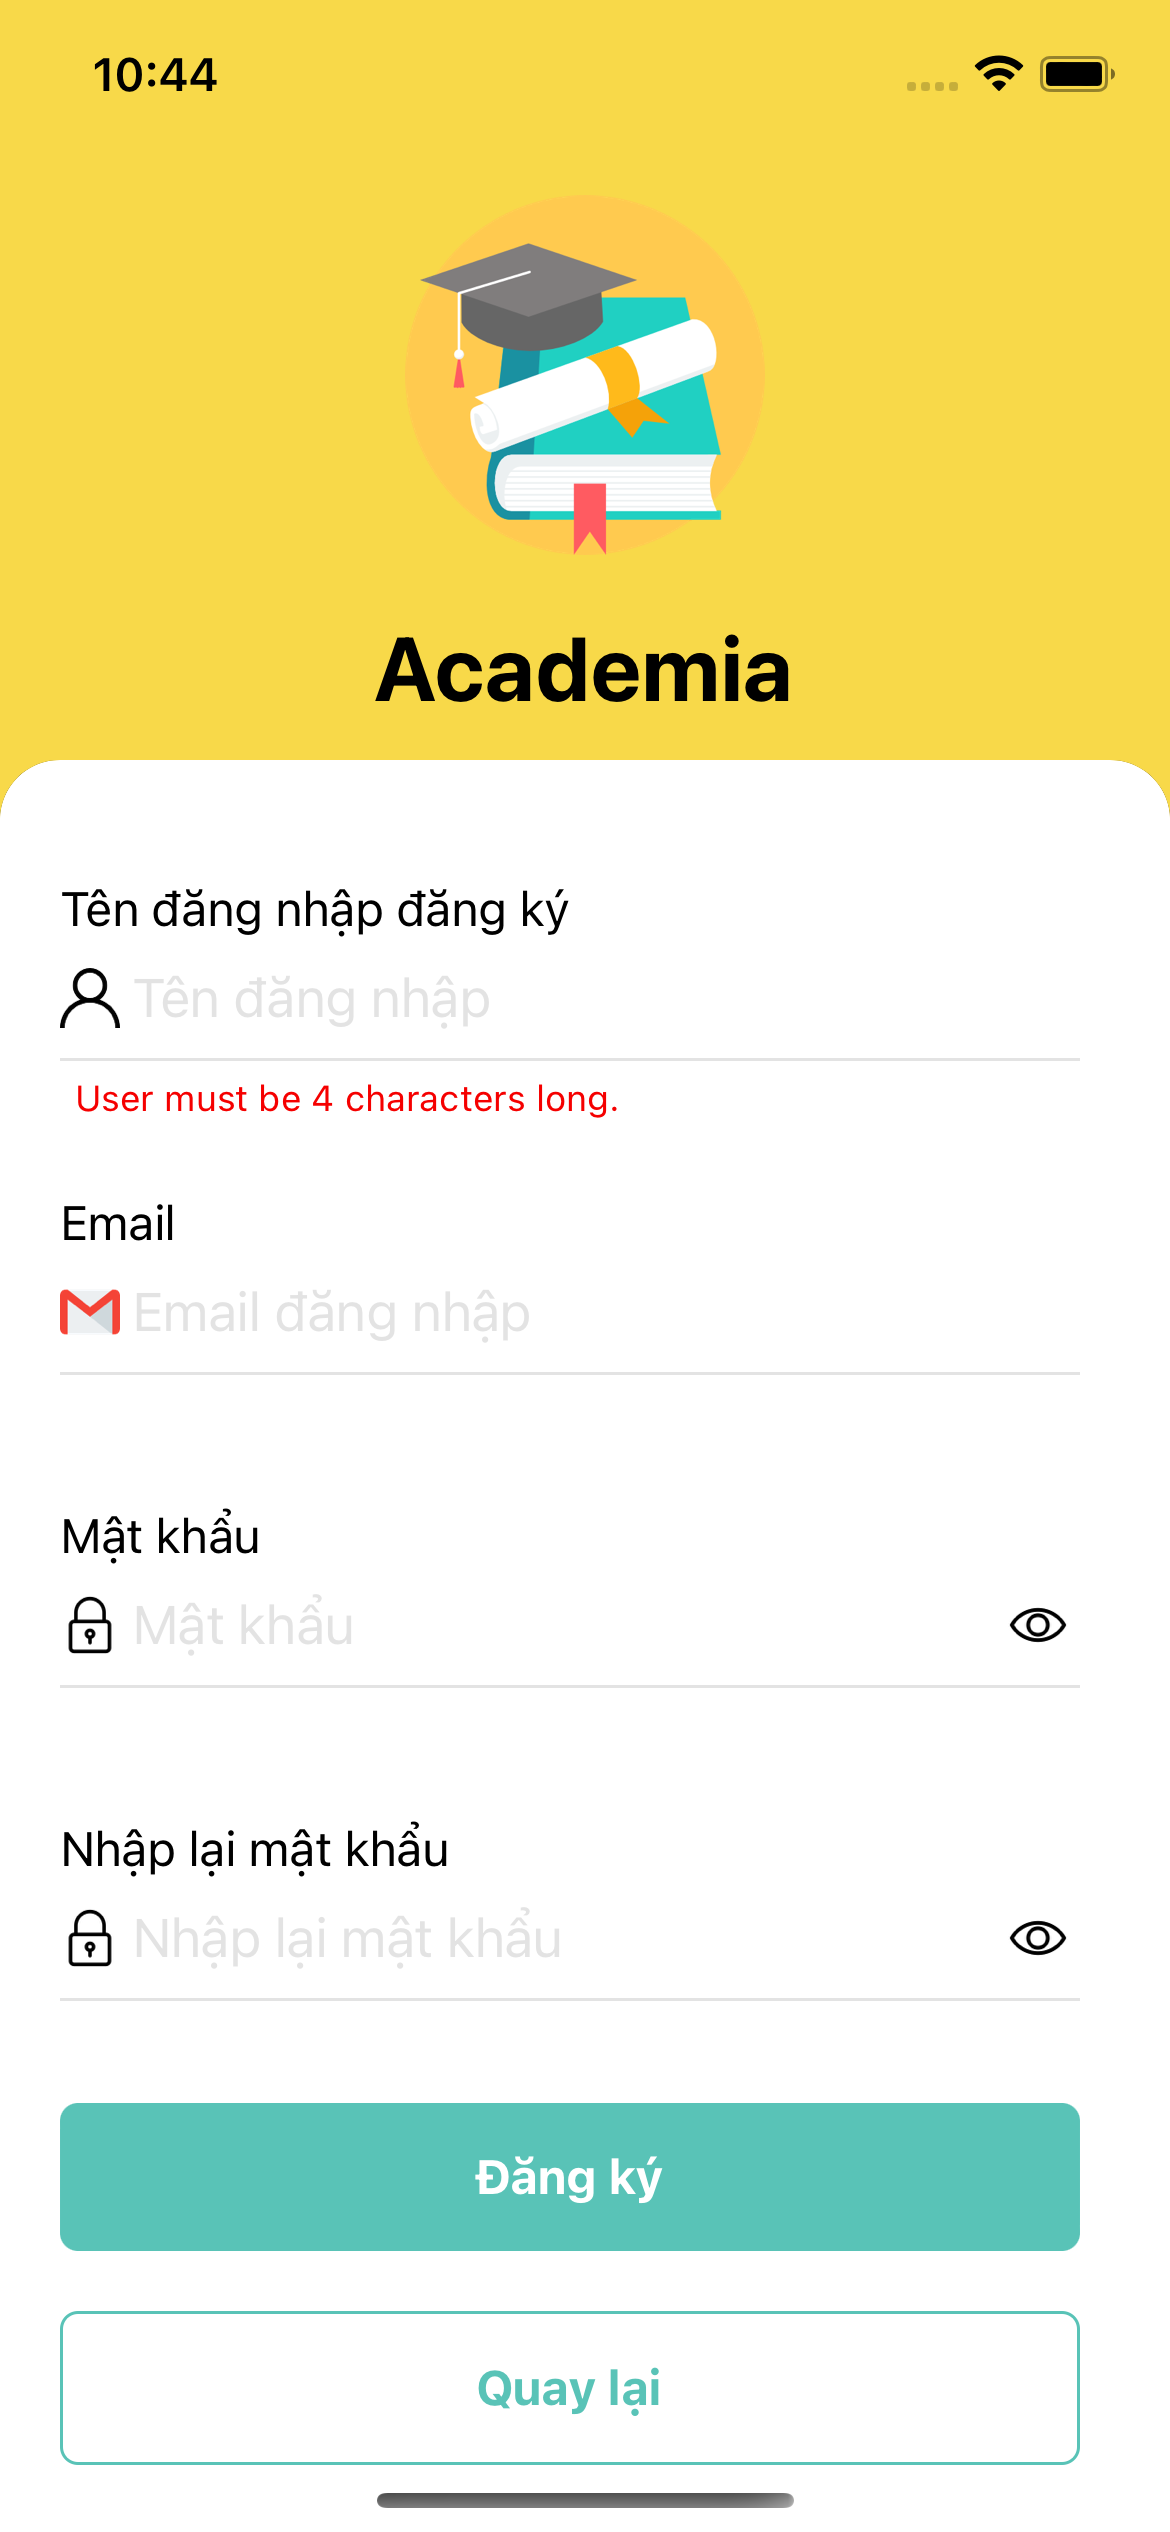 10:44
Academia
Tên đăng nhập đăng ký
Tên đăng nhập
User must be 4 characters long.
Email
Email đăng nhập
Mật khẩu
Mật khẩu
Nhập lại mật khẩu
Nhập lại mật khẩu
Đăng ký
Quay lại